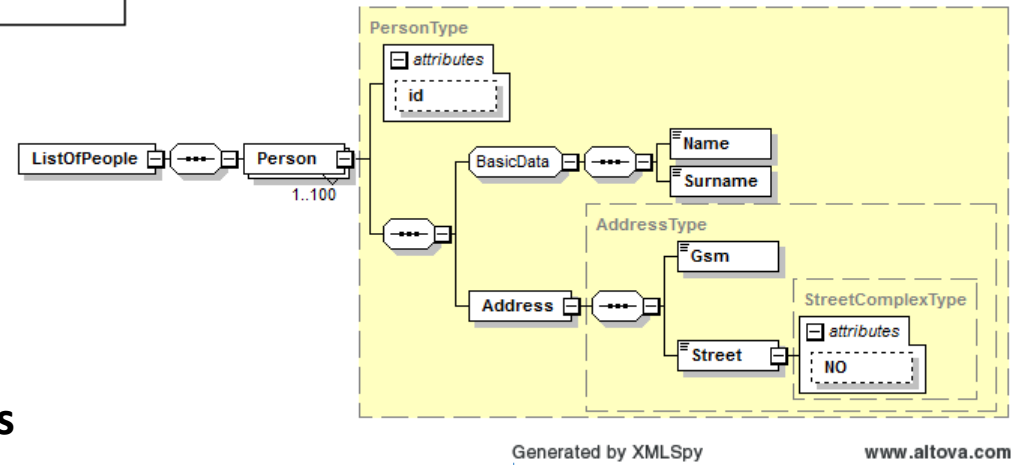 PersonType
attributes
id
ListOfPeople
Person
1..100
BasicData
Name
Surname
AddressType
Gsm
Address
StreetComplexType
attributes
Street
NO
s
Generated by XMLSpy
www.altova.com